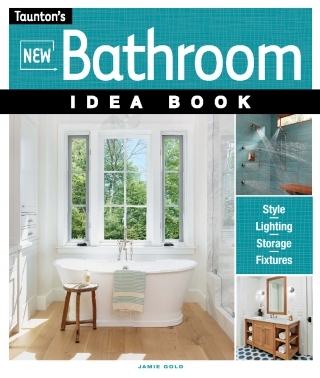 Taunton's
NEW
Bathroom
IDEA BOOK
Style
Lighting
Storage
Fixtures
JAMIE GOLD